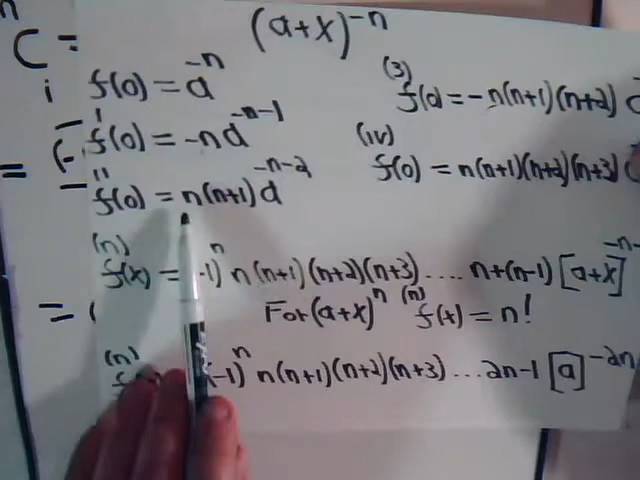 n
C =
i
(a+x)^-n
f(0) = a^-n
f'(0) = -na^-n-1
f''(0) = n(n+1)a^-n-2
f^(3)(0) = -n(n+1)(n+2)
f^(iv)(0) = n(n+1)(n+2)(n+3)
f^(n)(x) = -1)^n n(n+1)(n+2)(n+3) .... n+(n-1) [a+x]^-n-
For (a+x)^n f^(n)(+) = n!
(n) (-1)^n n(n+1)(n+2)(n+3) ... 2n-1 [a]^-2n